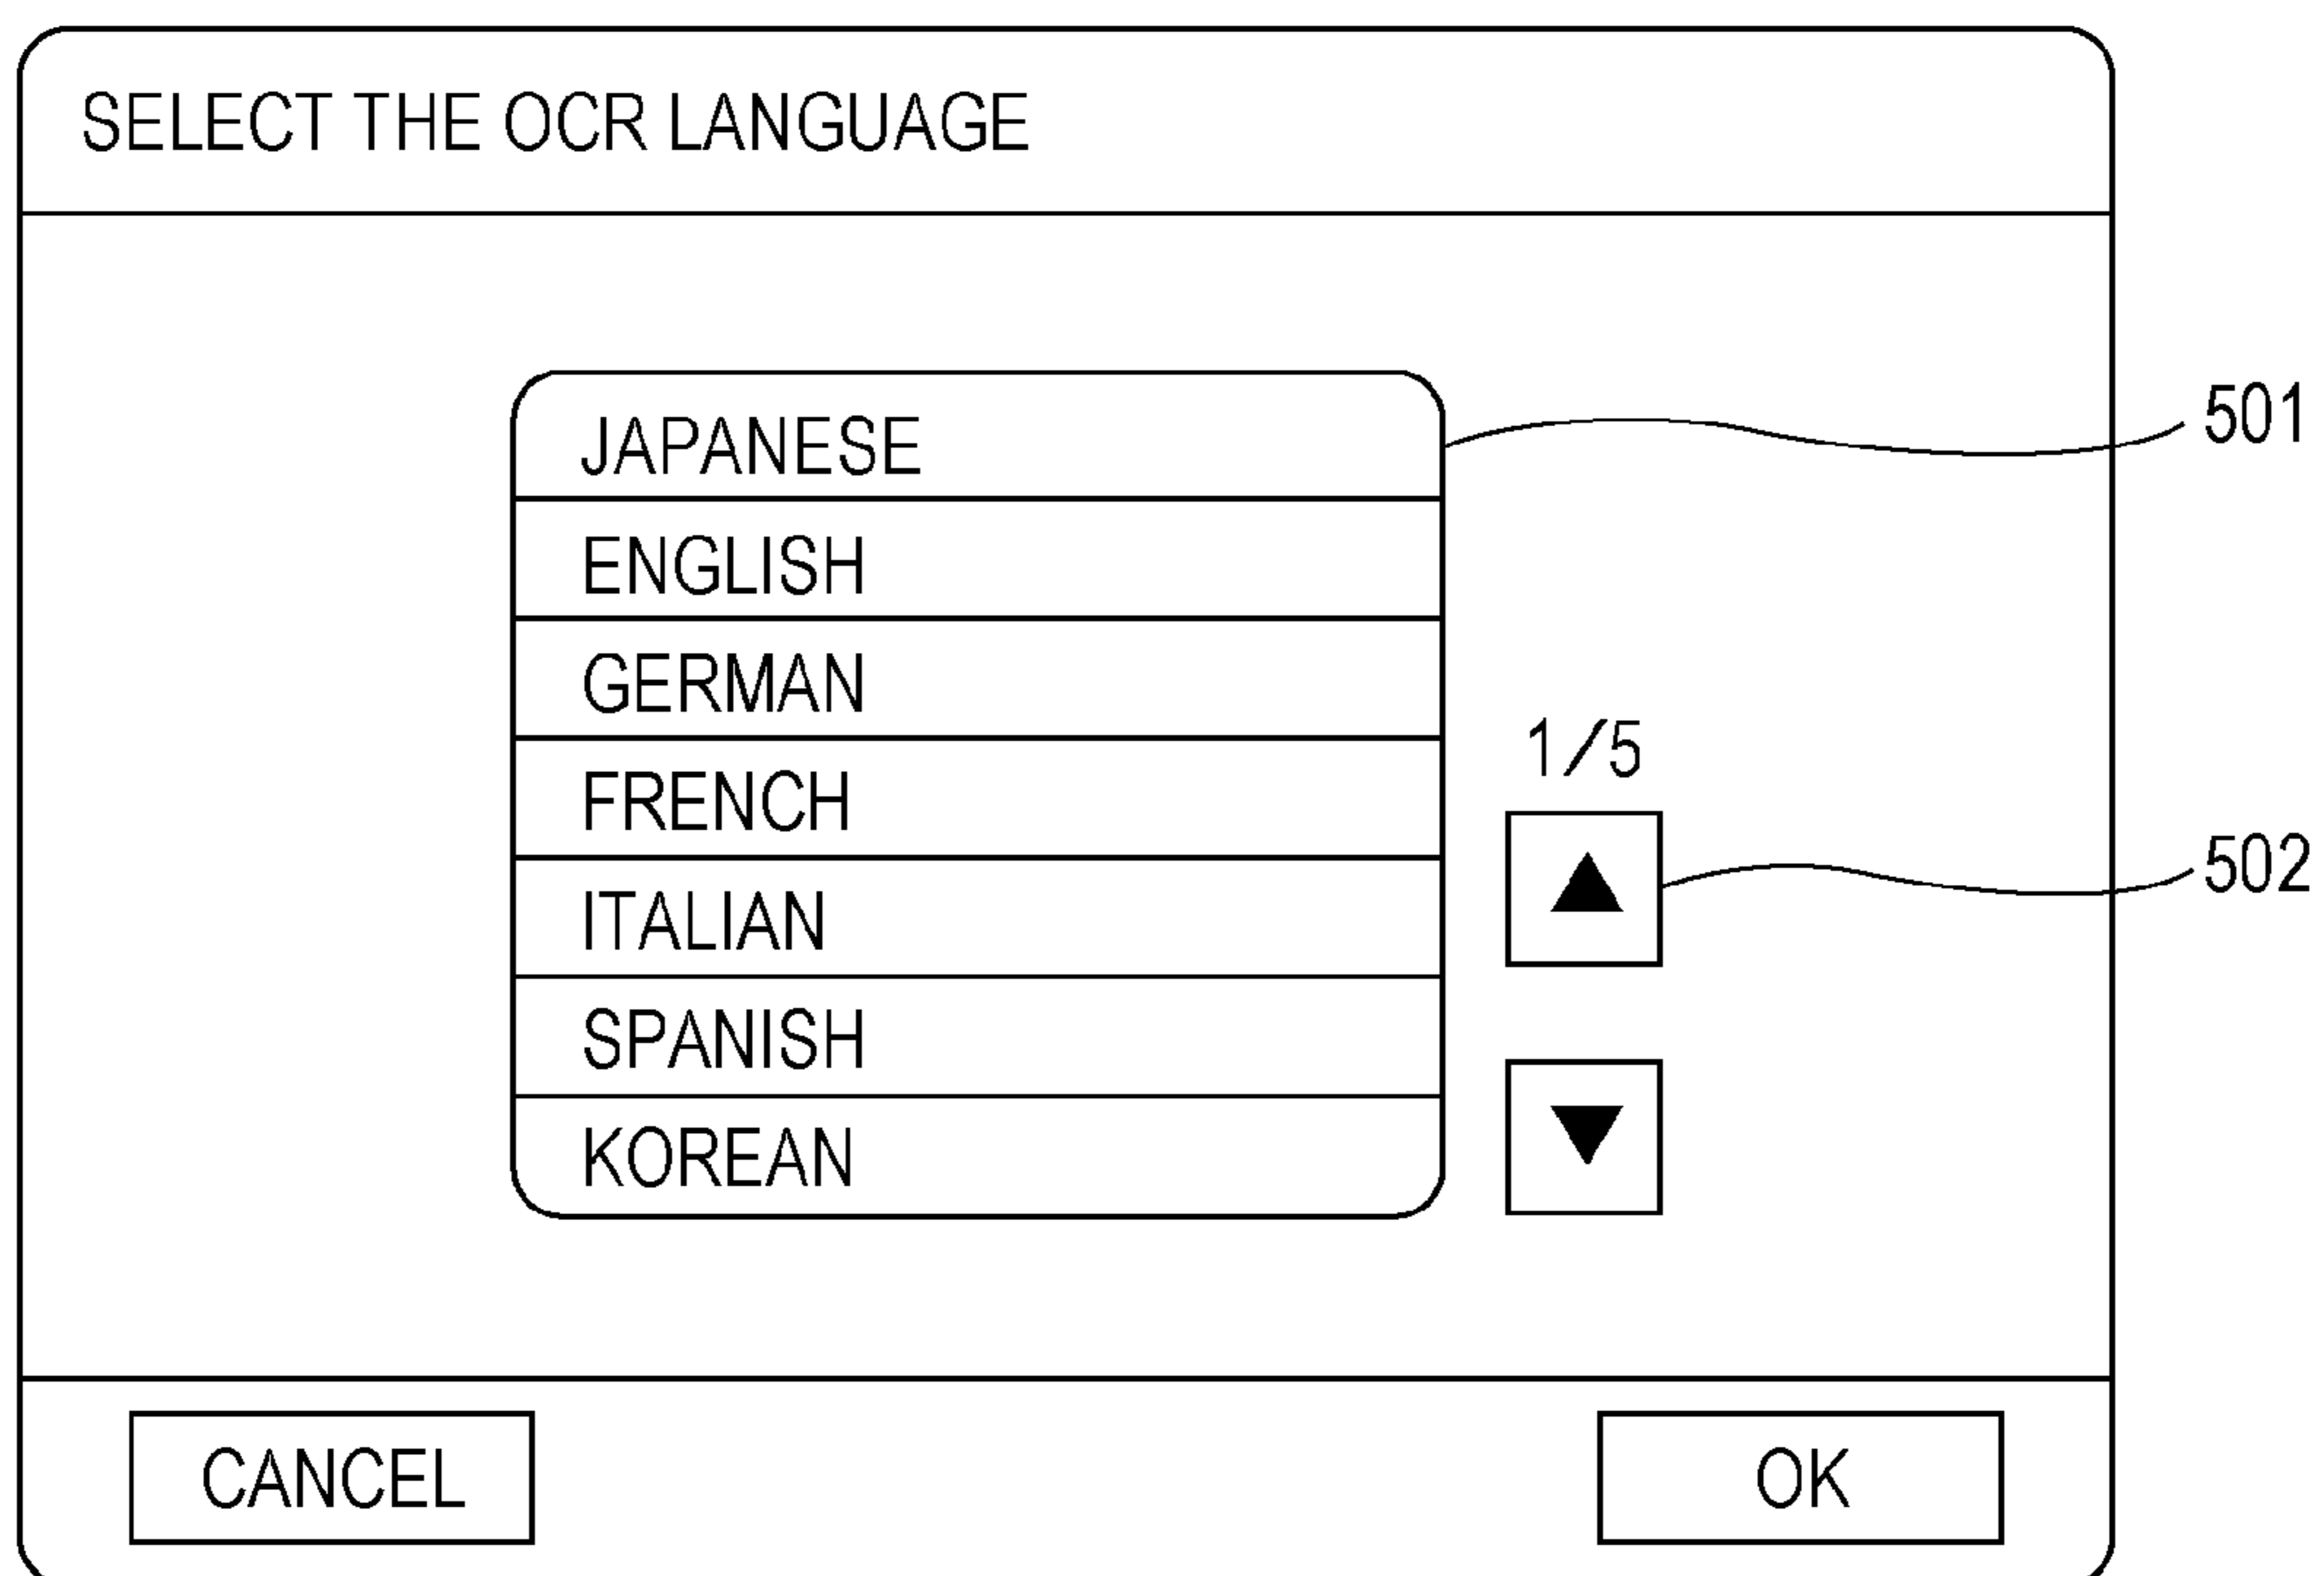 SELECT THE OCR LANGUAGE
JAPANESE
501
ENGLISH
GERMAN
1/5
FRENCH
▲
502
ITALIAN
SPANISH
▼
KOREAN
CANCEL
OK